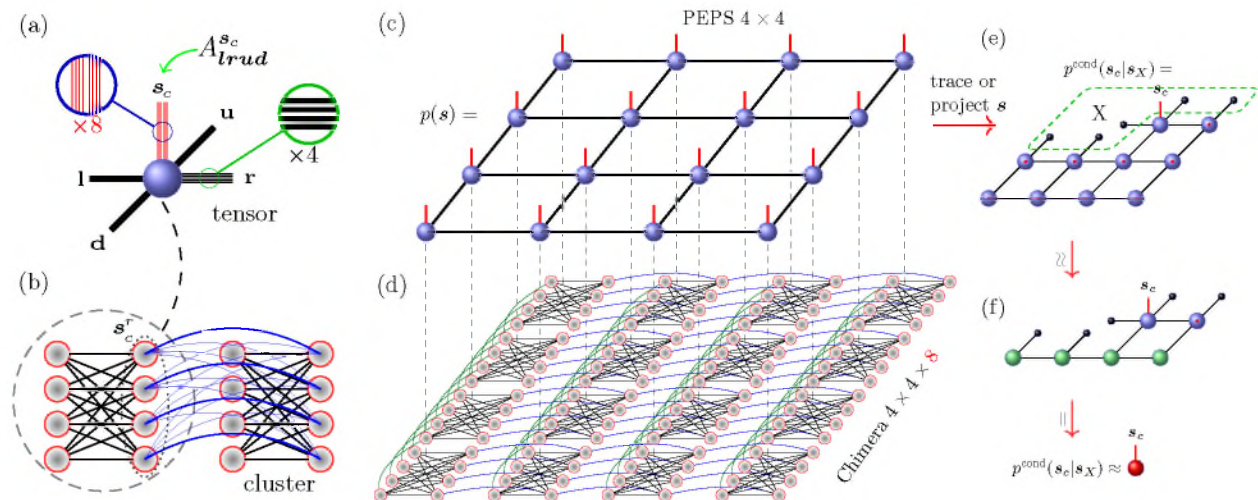 (a)
A^{s_c}_{lrud}
s_c
×8
u
×4
l
r
d
tensor
(b)
s^r_c
cluster
(c)
PEPS 4 × 4
p(s) =
(d)
Chimera 4 × 4 × 8
trace or
project s
(e)
p^{cond}(s_c|s_X) =
s_c
X
≈
(f)
s_c
=
s_c
p^{cond}(s_c|s_X) ≈